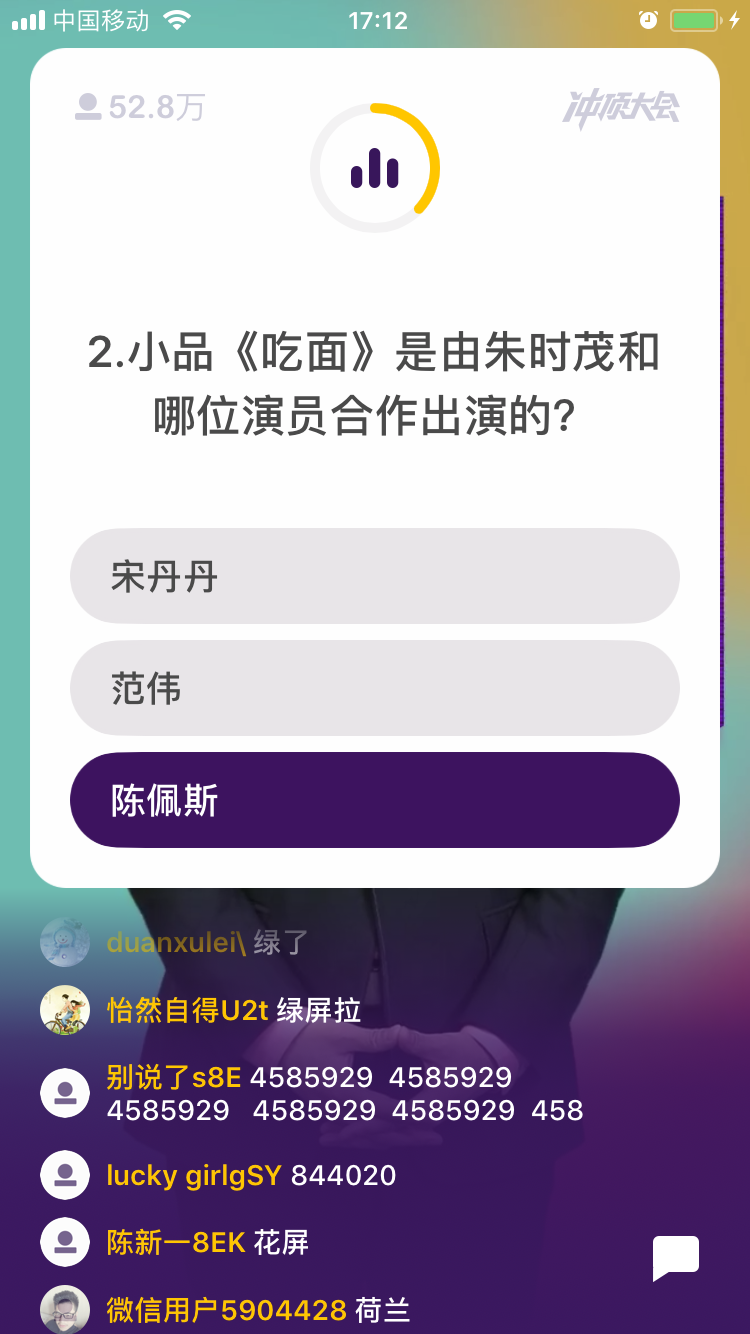 中国移动 17:12
52.8万 冲顶大会
2.小品《吃面》是由朱时茂和
哪位演员合作出演的?
宋丹丹
范伟
陈佩斯
duanxulei\ 绿了
怡然自得U2t 绿屏拉
别说了s8E 4585929 4585929
4585929 4585929 4585929 458
lucky girlgSY 844020
陈新一8EK 花屏
微信用户5904428 荷兰